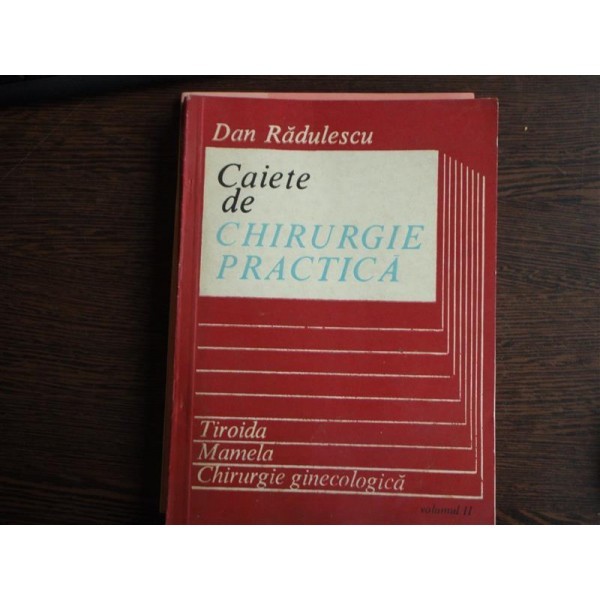 Dan Rădulescu
Caiete
de
CHIRURGIE
PRACTICĂ
Tiroida
Mamela
Chirurgie ginecologică
volumul II